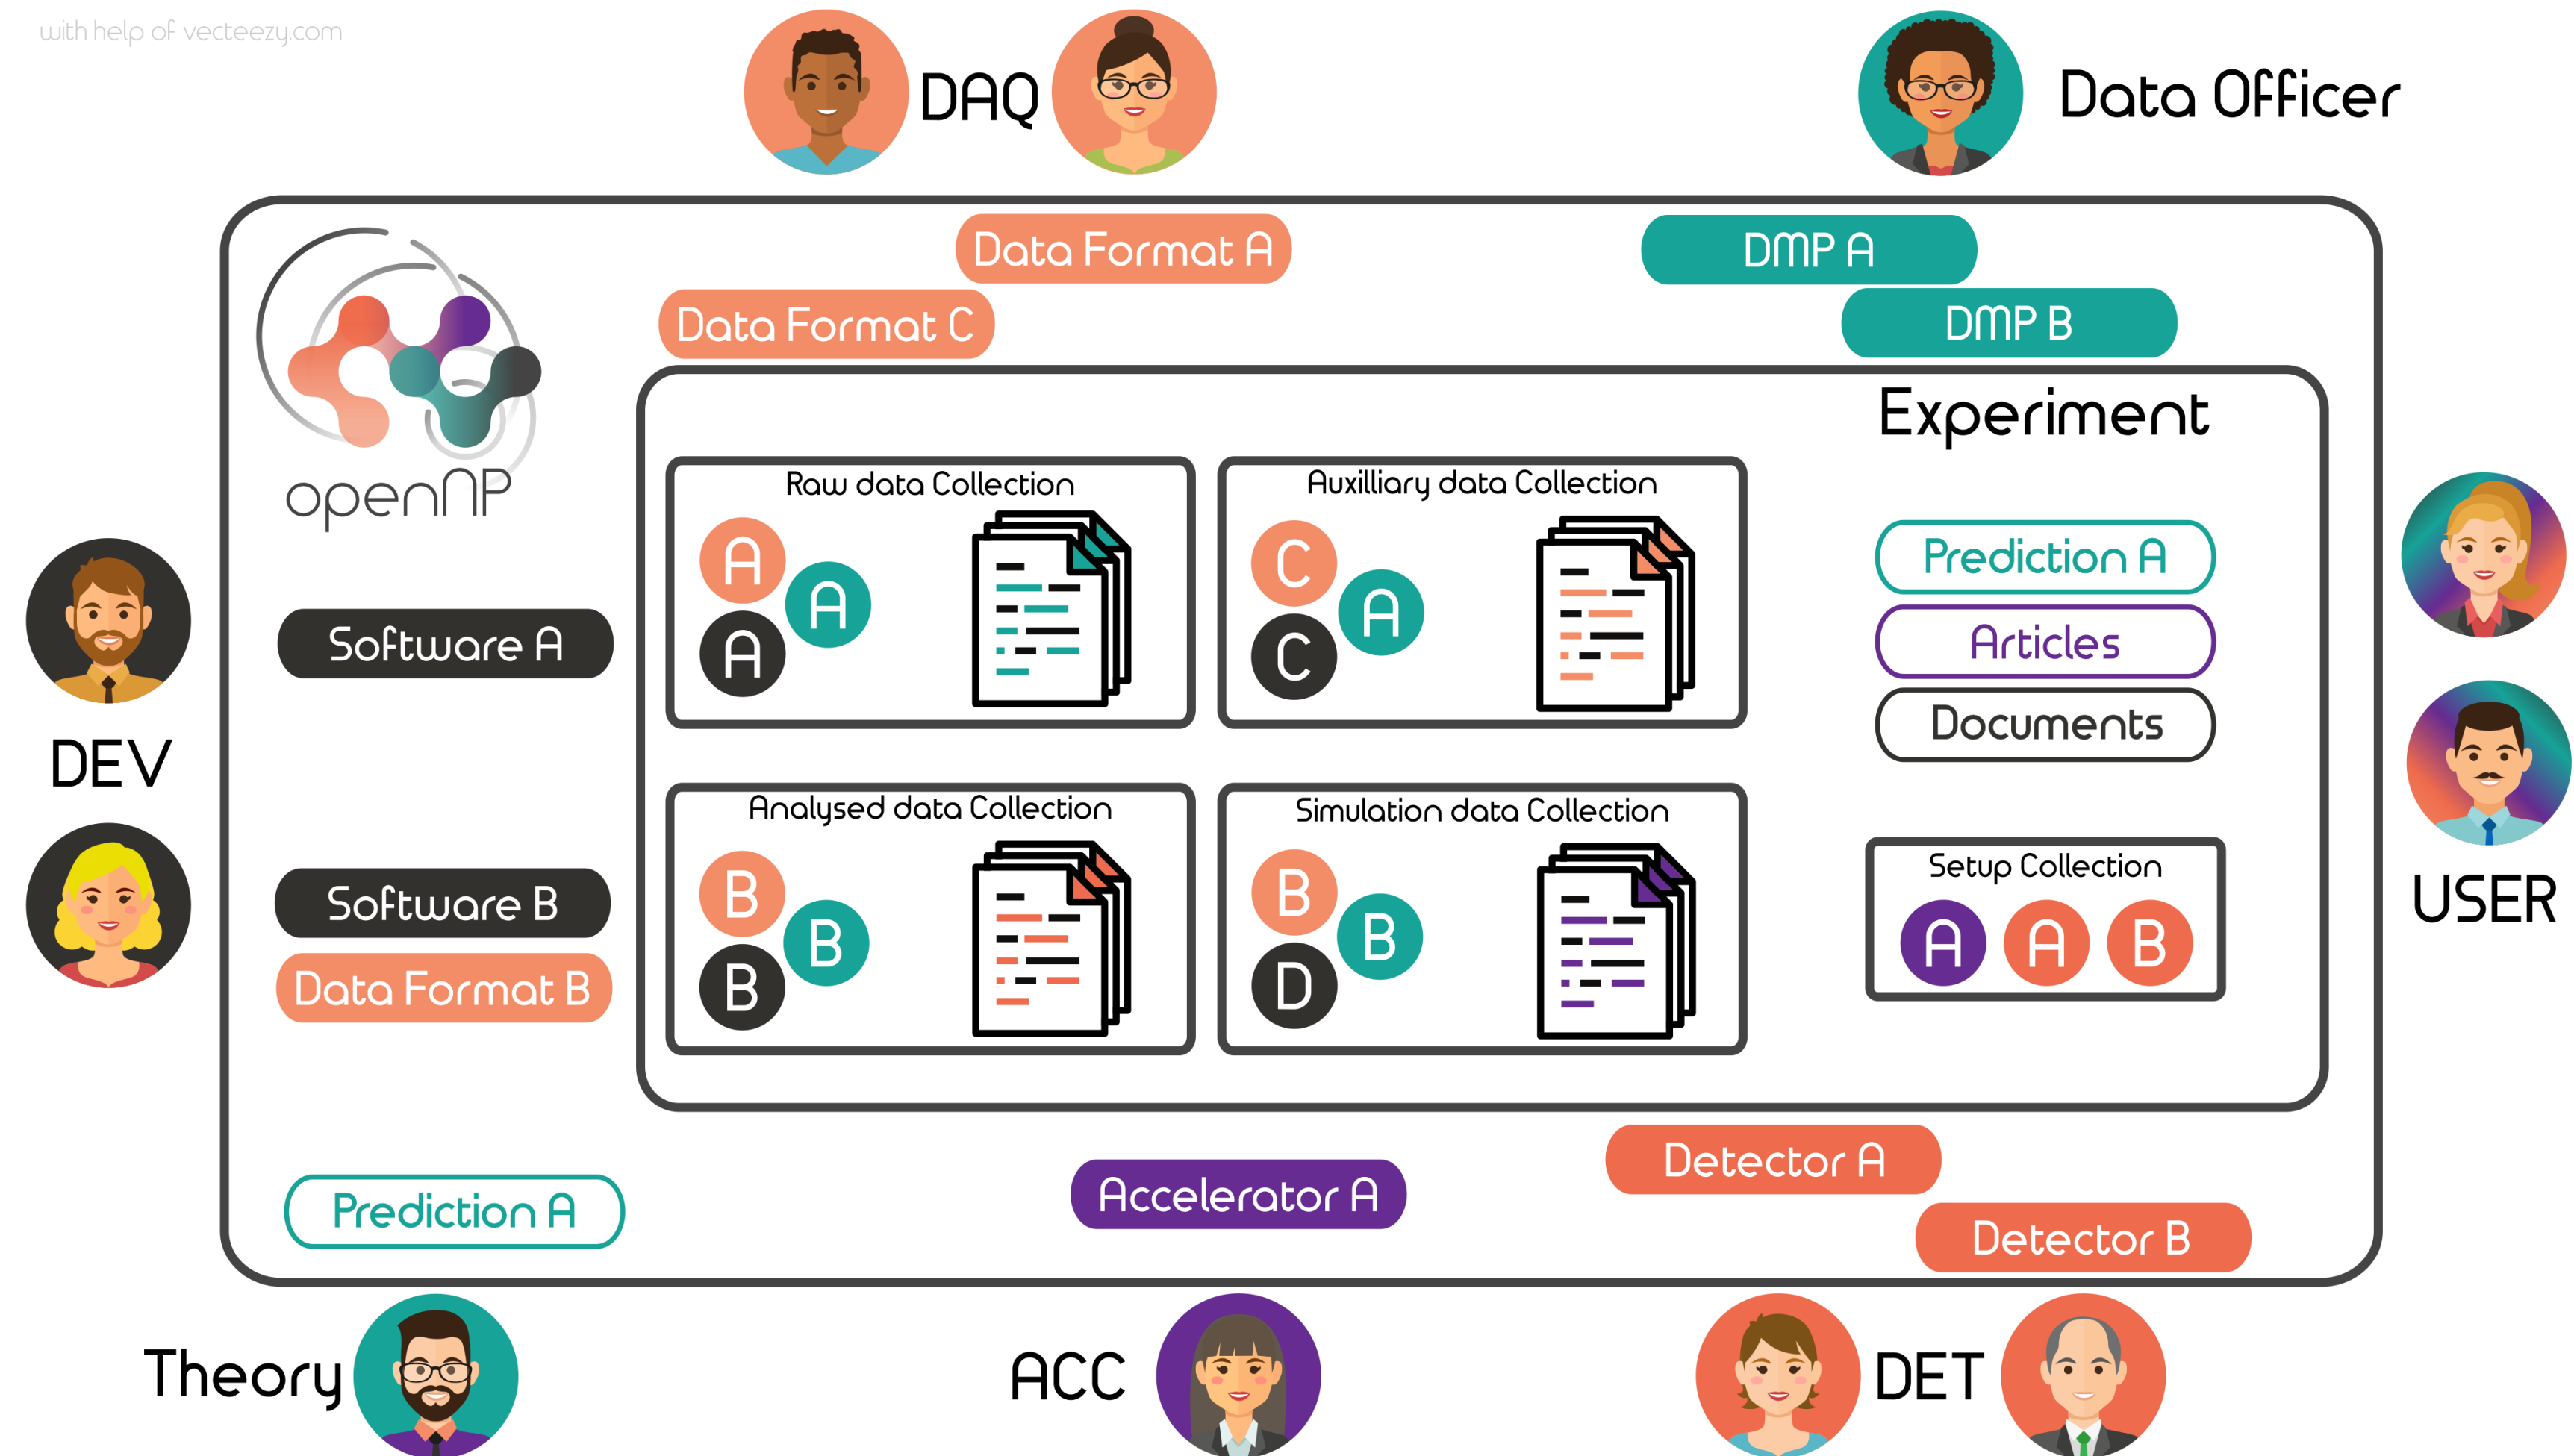 with help of vecteezy.com
DAQ
Data Officer
Data Format A
DMP A
Data Format C
DMP B
openNP
Experiment
Raw data Collection
A
A
A
Auxilliary data Collection
C
A
C
Prediction A
Articles
Documents
DEV
Software A
Software B
Data Format B
Analysed data Collection
B
B
B
Simulation data Collection
B
B
D
Setup Collection
A A B
USER
Prediction A
Accelerator A
Detector A
Detector B
Theory
ACC
DET